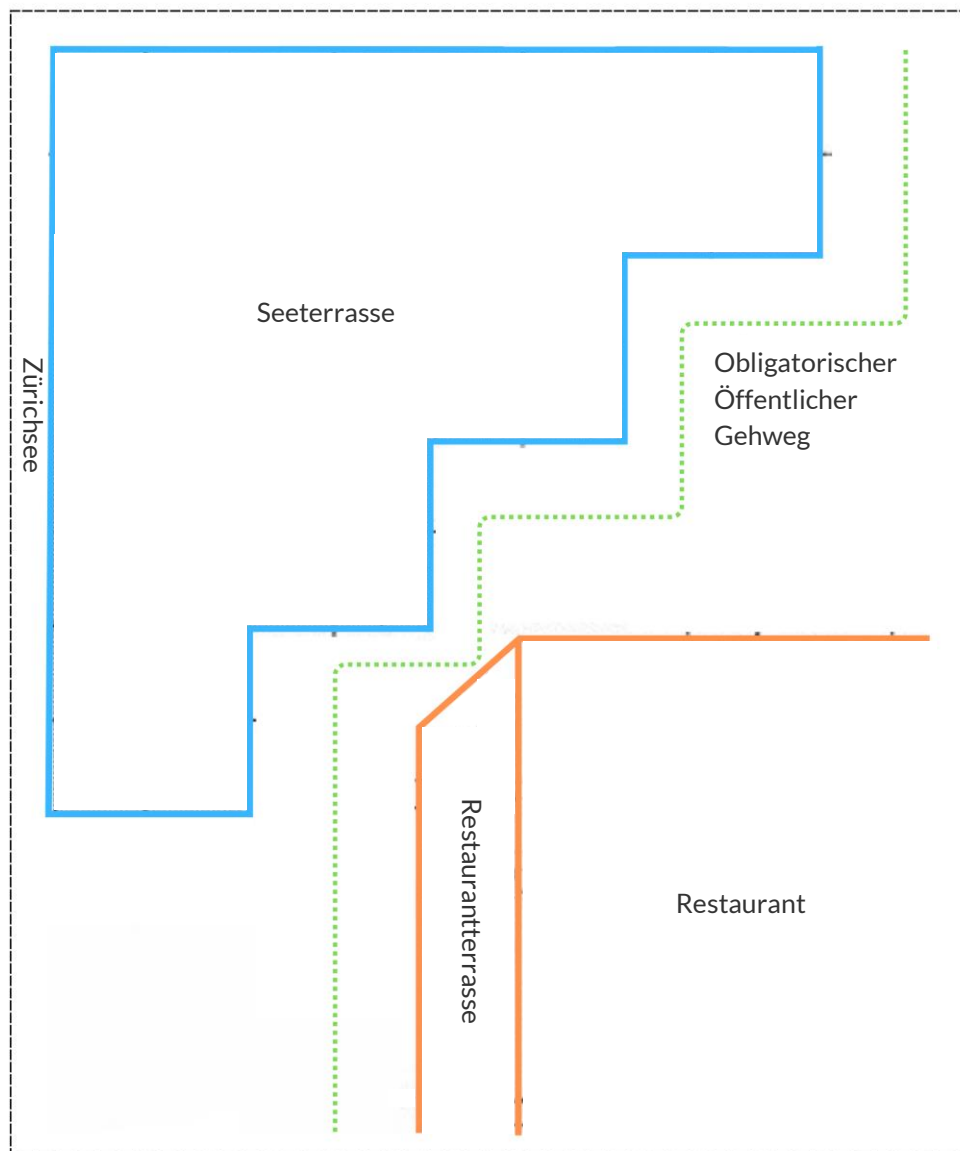 Seeterrasse
Zürichsee
Obligatorischer
Öffentlicher
Gehweg
Restaurantterrasse
Restaurant